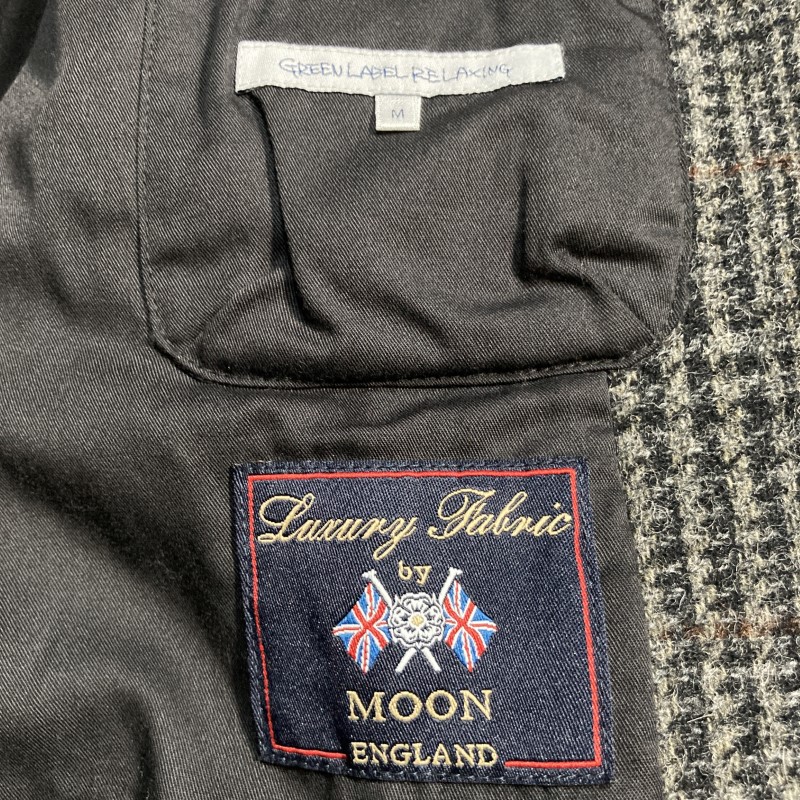 GREEN LABEL RELAXING
M
Luxury Fabric
by
MOON
ENGLAND